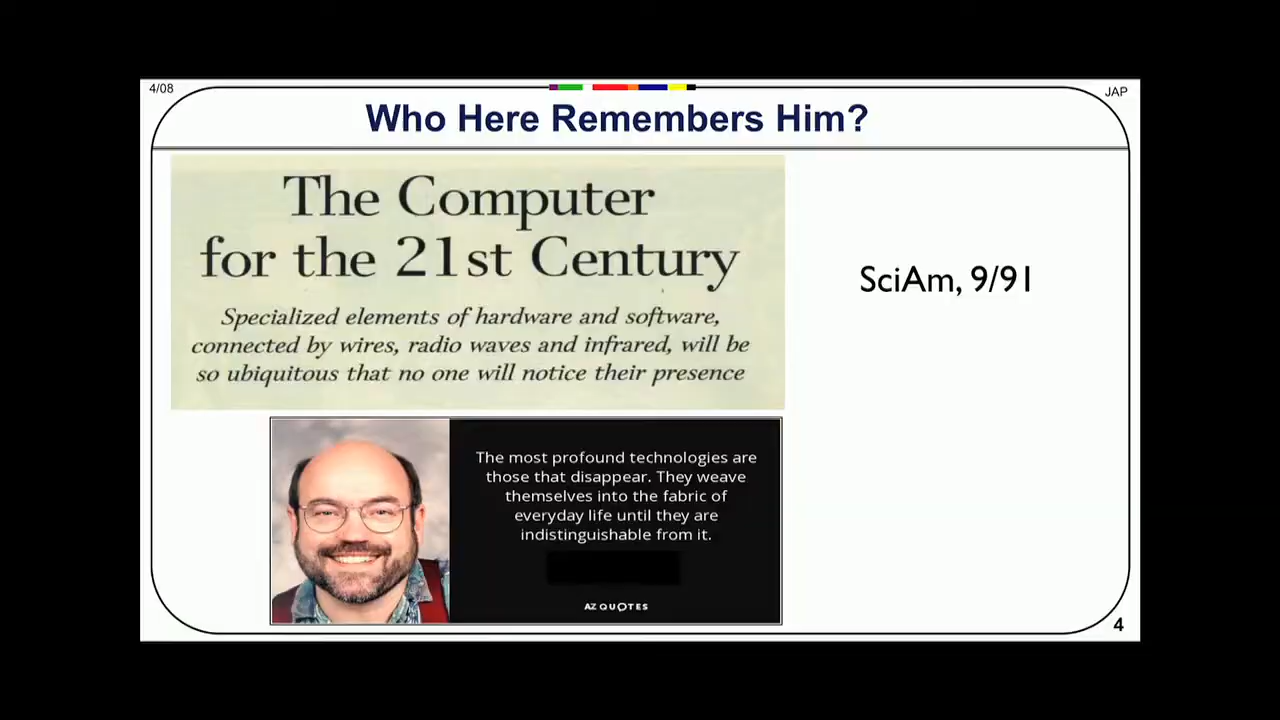 4/08
JAP
Who Here Remembers Him?
The Computer
for the 21st Century
Specialized elements of hardware and software,
connected by wires, radio waves and infrared, will be
so ubiquitous that no one will notice their presence
SciAm, 9/91
The most profound technologies are
those that disappear. They weave
themselves into the fabric of
everyday life until they are
indistinguishable from it.
AZ QUOTES
4